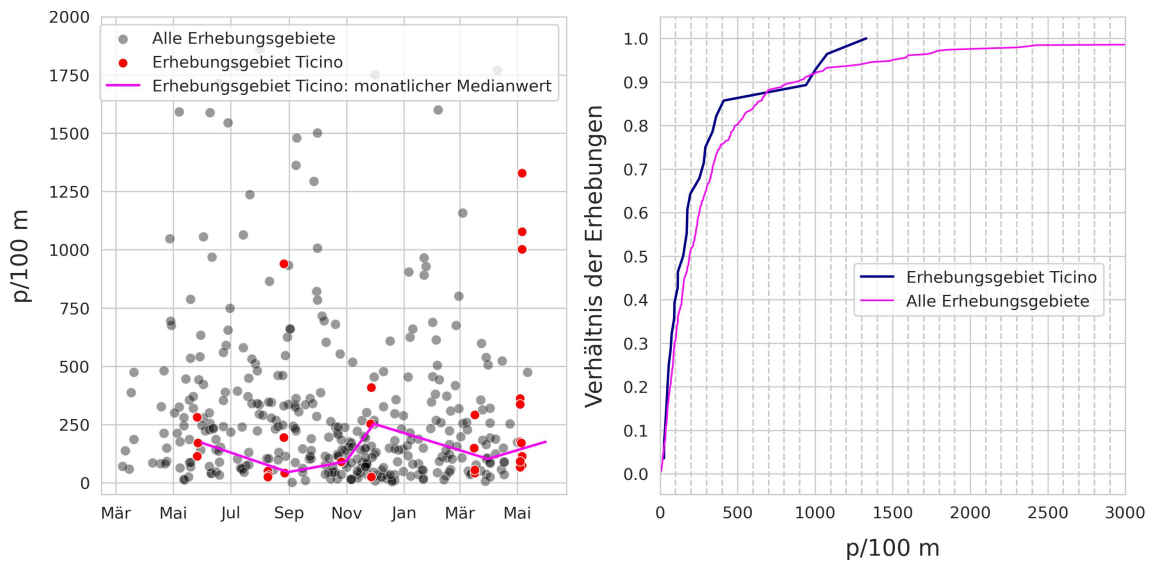 2000
1750
1500
1250
1000
750
500
250
0
p/100 m
Alle Erhebungsgebiete
Erhebungsgebiet Ticino
Erhebungsgebiet Ticino: monatlicher Medianwert
Mär Mai Jul Sep Nov Jan Mär Mai
1.0
0.9
0.8
0.7
0.6
0.5
0.4
0.3
0.2
0.1
0.0
Verhältnis der Erhebungen
Erhebungsgebiet Ticino
Alle Erhebungsgebiete
0 500 1000 1500 2000 2500 3000
p/100 m